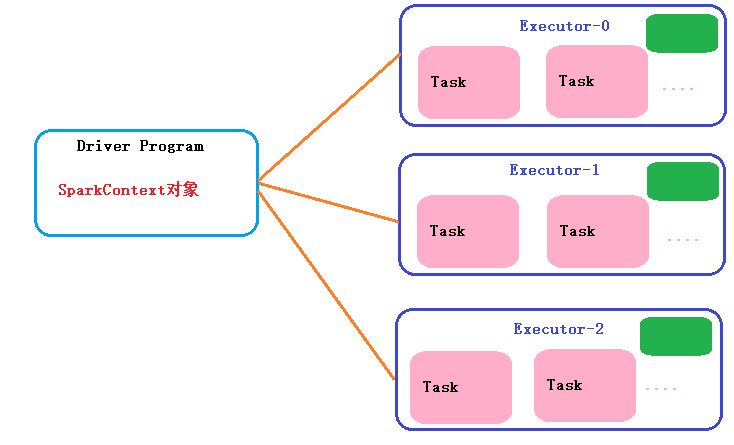 Driver Program
SparkContext对象
Executor-0
Task
Task
....
Executor-1
Task
Task
....
Executor-2
Task
Task
....